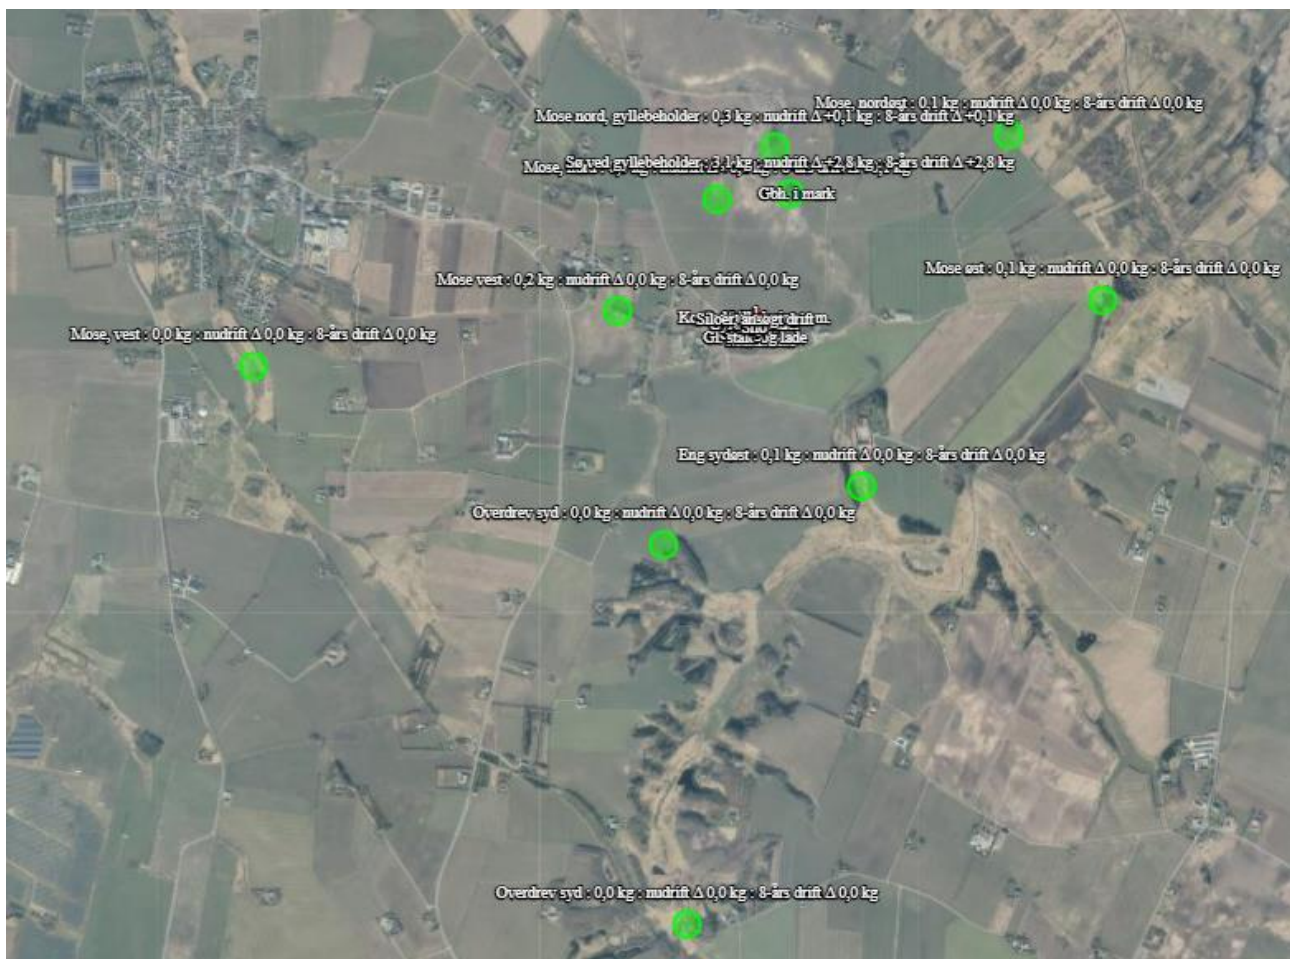 Mose, nordøst : 0,1 kg : nudrift Δ 0,0 kg : 8-års drift Δ 0,0 kg
Mose nord, gyllebeholder : 0,3 kg : nudrift Δ +0,1 kg : 8-års drift Δ +0,1 kg
Sø ved gyllebeholder : 3,1 kg : nudrift Δ +2,8 kg : 8-års drift Δ +2,8 kg
Mose,
Gbh. i mark
Mose øst : 0,1 kg : nudrift Δ 0,0 kg : 8-års drift Δ 0,0 kg
Mose vest : 0,2 kg : nudrift Δ 0,0 kg : 8-års drift Δ 0,0 kg
Siloer, ansøgt drift
Mose, vest : 0,0 kg : nudrift Δ 0,0 kg : 8-års drift Δ 0,0 kg
og lade
Eng sydøst : 0,1 kg : nudrift Δ 0,0 kg : 8-års drift Δ 0,0 kg
Overdrev syd : 0,0 kg : nudrift Δ 0,0 kg : 8-års drift Δ 0,0 kg
Overdrev syd : 0,0 kg : nudrift Δ 0,0 kg : 8-års drift Δ 0,0 kg